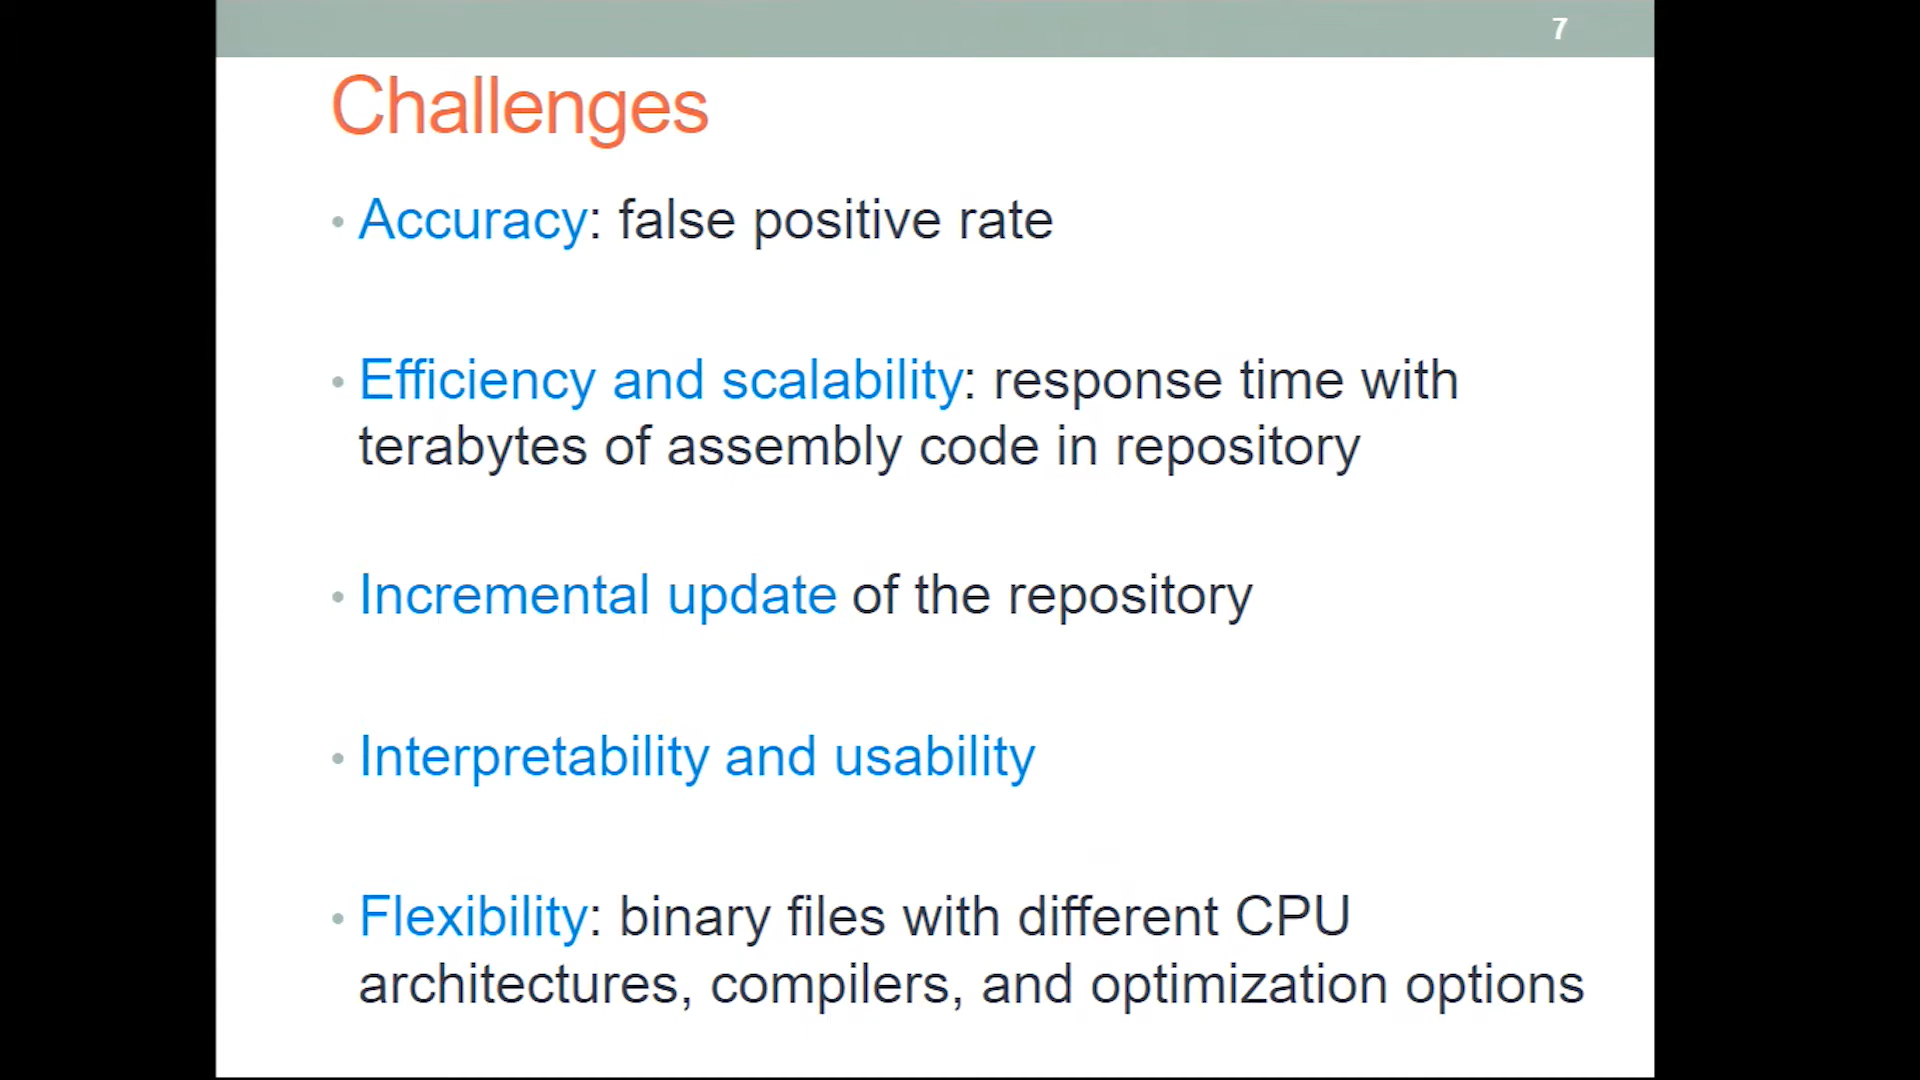 7
Challenges
• Accuracy: false positive rate
• Efficiency and scalability: response time with
terabytes of assembly code in repository
• Incremental update of the repository
• Interpretability and usability
• Flexibility: binary files with different CPU
architectures, compilers, and optimization options